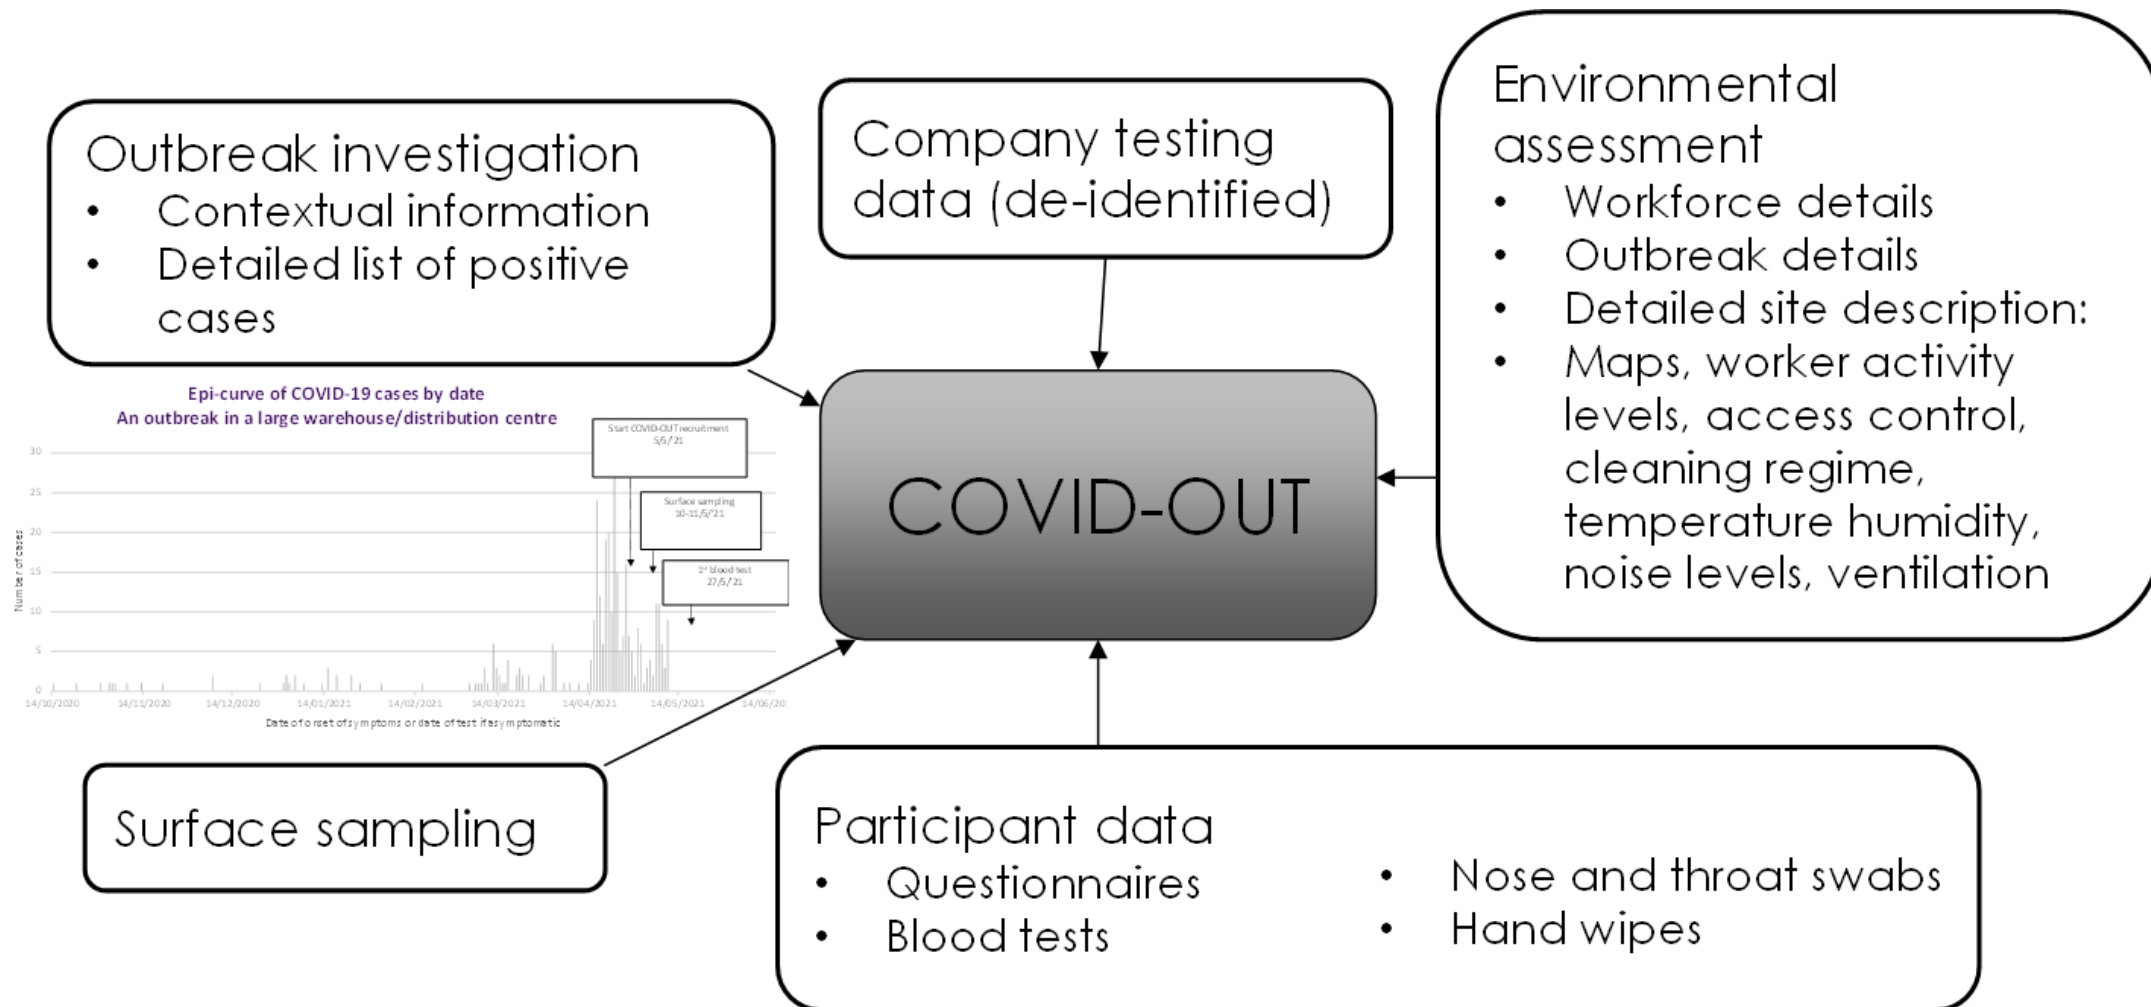 Outbreak investigation
• Contextual information
• Detailed list of positive
cases
Company testing
data (de-identified)
Environmental
assessment
• Workforce details
• Outbreak details
• Detailed site description:
• Maps, worker activity
levels, access control,
cleaning regime,
temperature humidity,
noise levels, ventilation
Epi-curve of COVID-19 cases by date
An outbreak in a large warehouse/distribution centre
Start COVID-OUT recruitment
5/5/21
Surface sampling
10-11/5/21
1st blood test
27/5/21
Number of cases
30
25
20
15
10
5
0
14/10/2020 14/11/2020 14/12/2020 14/01/2021 14/02/2021 14/03/2021 14/04/2021 14/05/2021 14/06/20
Date of onset of symptoms or date of test if asymptomatic
COVID-OUT
Surface sampling
Participant data
• Questionnaires
• Blood tests
• Nose and throat swabs
• Hand wipes